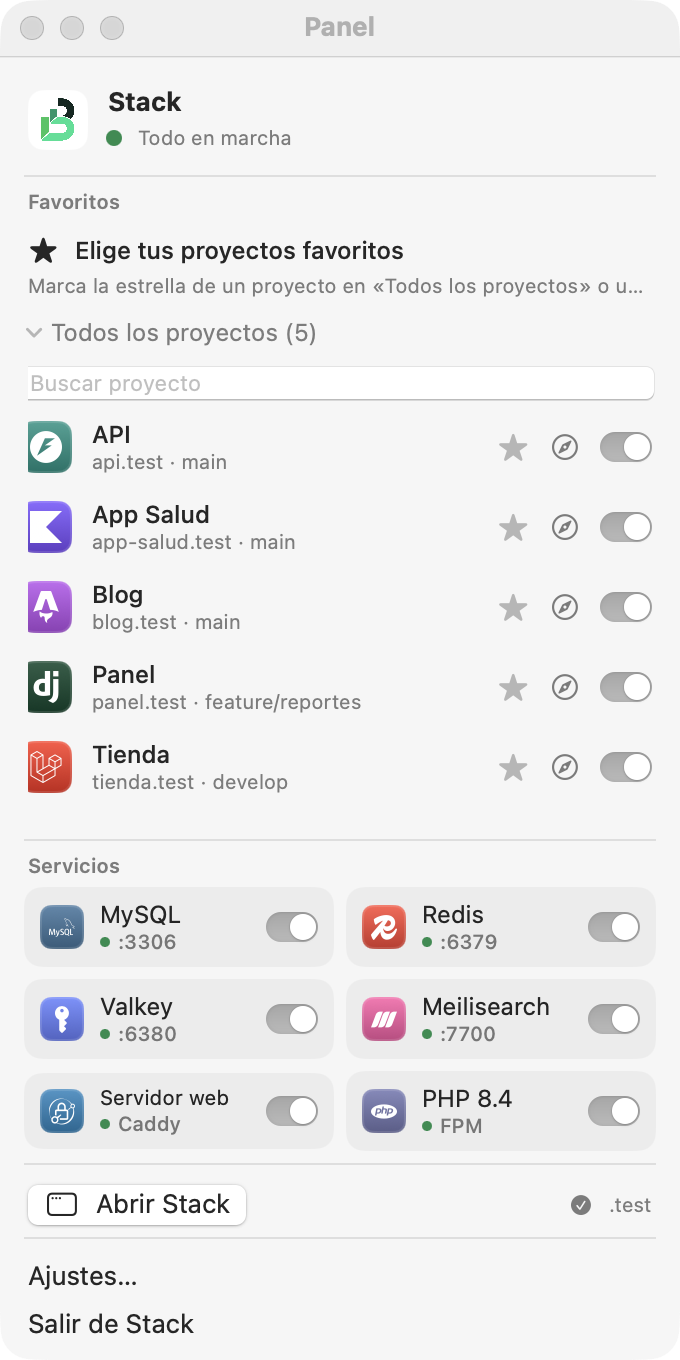 Panel
Stack
Todo en marcha
Favoritos
Elige tus proyectos favoritos
Marca la estrella de un proyecto en «Todos los proyectos» o u...
Todos los proyectos (5)
Buscar proyecto
API
api.test · main
App Salud
app-salud.test · main
Blog
blog.test · main
dj
Panel
panel.test · feature/reportes
Tienda
tienda.test · develop
Servicios
MySQL
MySQL
:3306
Redis
:6379
Valkey
:6380
Meilisearch
:7700
Servidor web
Caddy
php
PHP 8.4
FPM
Abrir Stack
.test
Ajustes...
Salir de Stack